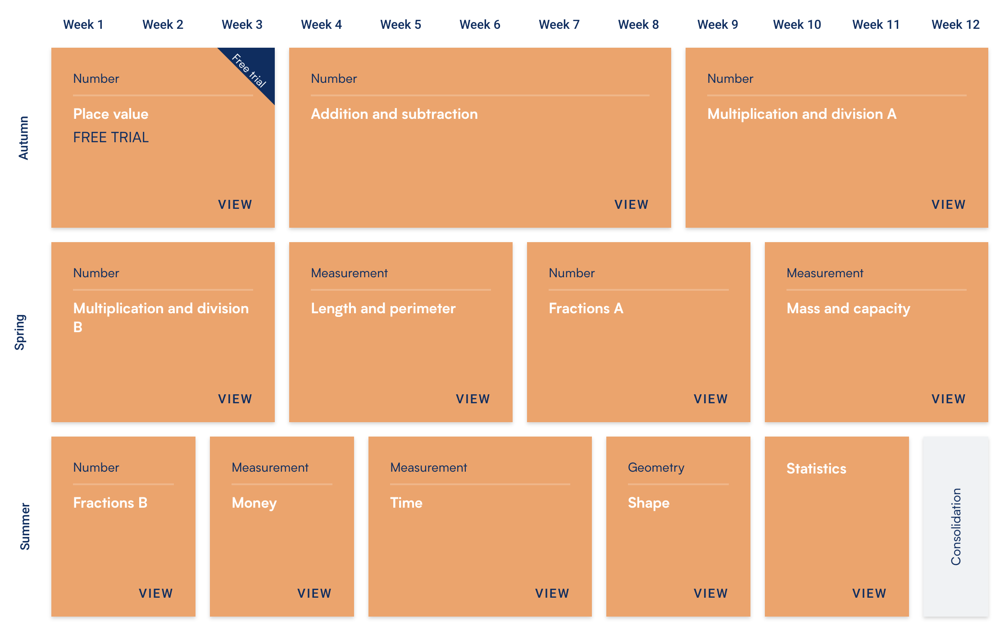 Week 1
Week 2
Week 3
Week 4
Week 5
Week 6
Week 7
Week 8
Week 9
Week 10
Week 11
Week 12
Autumn
Number
Free trial
Place value
FREE TRIAL
VIEW
Number
Addition and subtraction
VIEW
Number
Multiplication and division A
VIEW
Spring
Number
Multiplication and division
B
VIEW
Measurement
Length and perimeter
VIEW
Number
Fractions A
VIEW
Measurement
Mass and capacity
VIEW
Summer
Number
Fractions B
VIEW
Measurement
Money
VIEW
Measurement
Time
VIEW
Geometry
Shape
VIEW
Statistics
VIEW
Consolidation